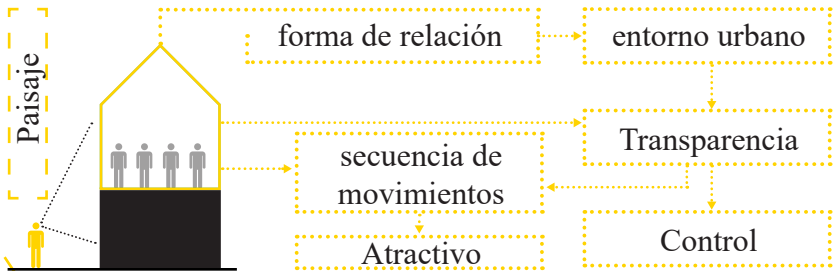 Paisaje
forma de relación
entorno urbano
Transparencia
secuencia de
movimientos
Atractivo
Control